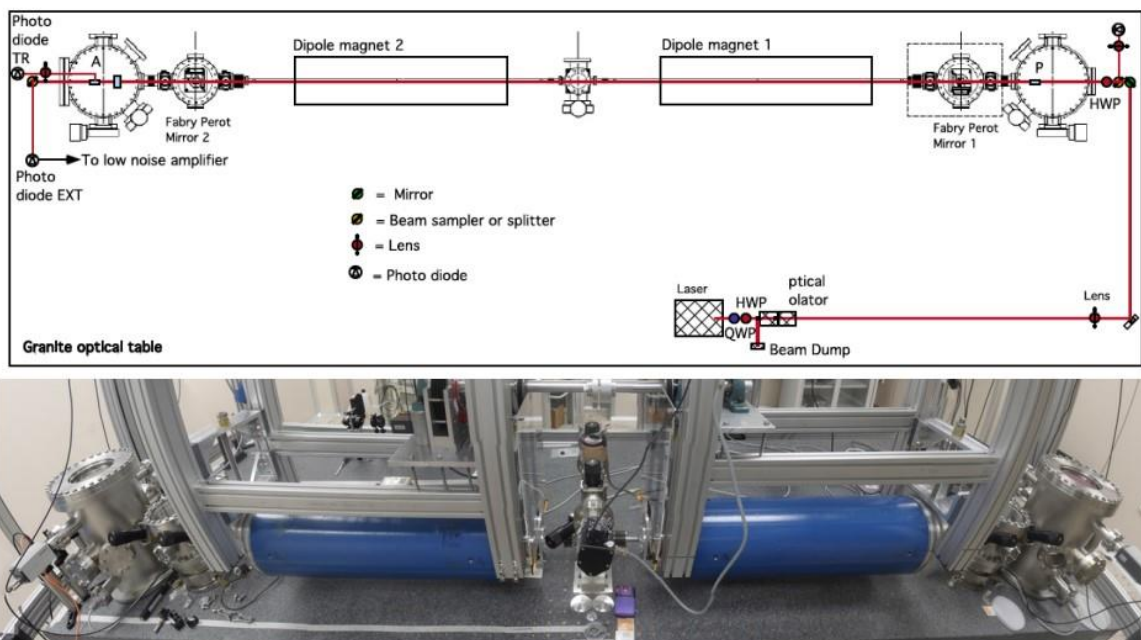 Photo
diode
TR
A
Dipole magnet 2
Dipole magnet 1
P
HWP
Fabry Perot
Mirror 2
Fabry Perot
Mirror 1
To low noise amplifier
Photo
diode EXT
= Mirror
= Beam sampler or splitter
= Lens
= Photo diode
Laser
HWP
ptical
olator
Lens
QWP
Beam Dump
Granite optical table